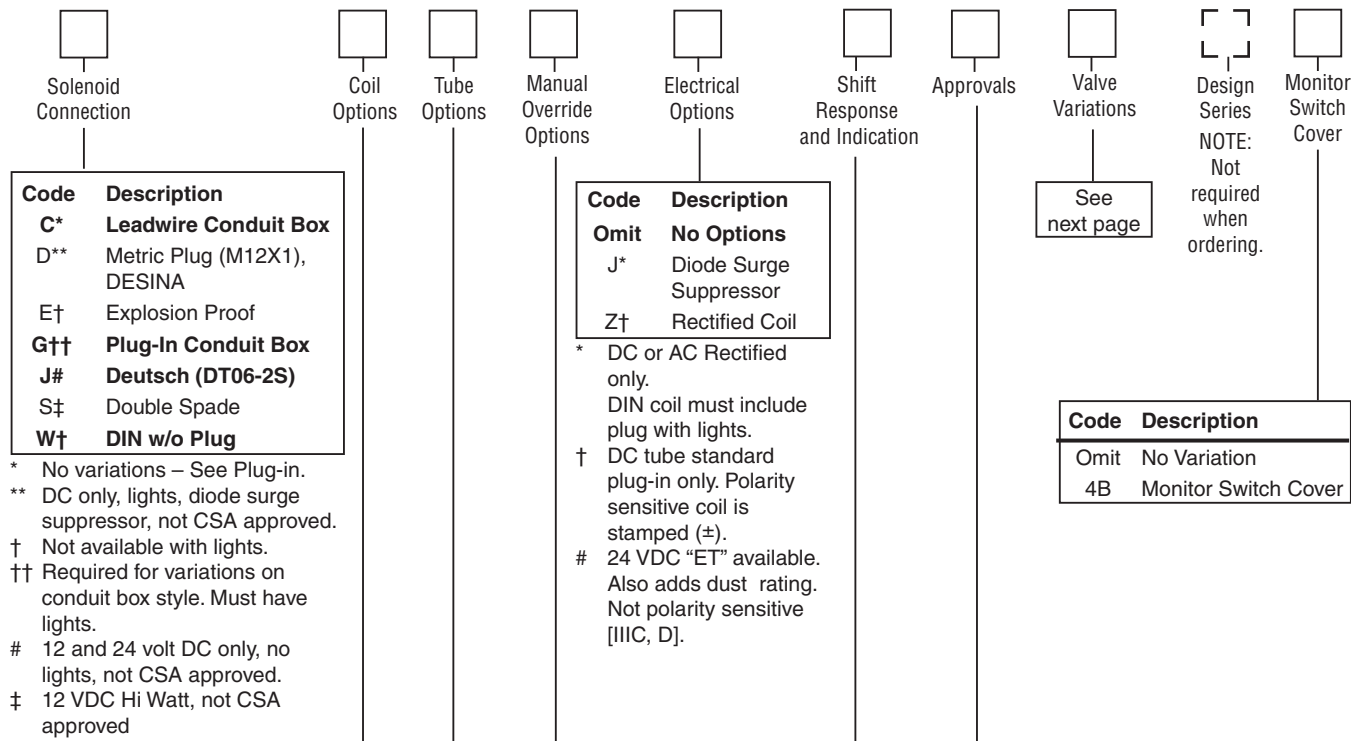 Solenoid
Connection
Coil
Options
Tube
Options
Manual
Override
Options
Electrical
Options
Shift
Response
and Indication
Approvals
Valve
Variations
Design
Series
NOTE:
Not
required
when
ordering.
Monitor
Switch
Cover
Code Description
C* Leadwire Conduit Box
D** Metric Plug (M12X1),
DESINA
E† Explosion Proof
G†† Plug-In Conduit Box
J# Deutsch (DT06-2S)
S‡ Double Spade
W† DIN w/o Plug
* No variations – See Plug-in.
** DC only, lights, diode surge
suppressor, not CSA approved.
† Not available with lights.
†† Required for variations on
conduit box style. Must have
lights.
# 12 and 24 volt DC only, no
lights, not CSA approved.
‡ 12 VDC Hi Watt, not CSA
approved
Code Description
Omit No Options
J* Diode Surge
Suppressor
Z† Rectified Coil
* DC or AC Rectified
only.
DIN coil must include
plug with lights.
† DC tube standard
plug-in only. Polarity
sensitive coil is
stamped (±).
# 24 VDC “ET” available.
Also adds dust rating.
Not polarity sensitive
[IIIC, D].
See
next page
Code Description
Omit No Variation
4B Monitor Switch Cover